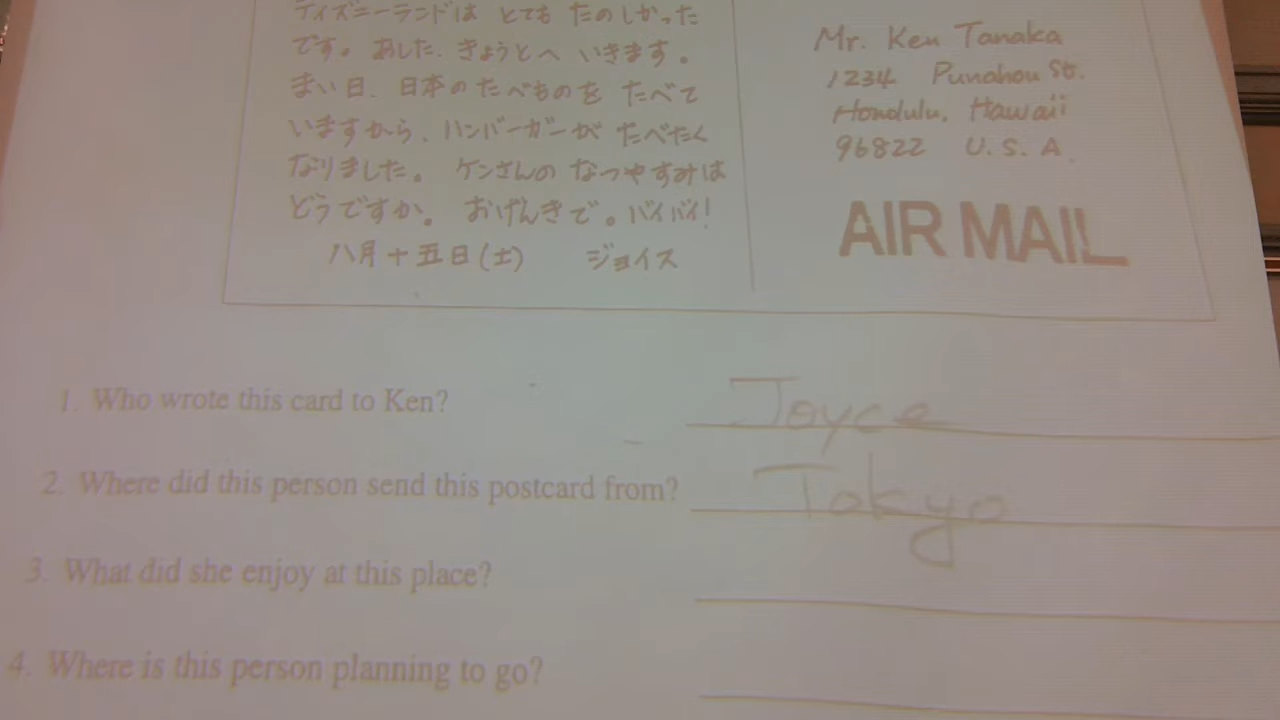 ディズニーランドは とても たのしかった
です。あした、きょうとへ いきます。
まい日、日本のたべものを たべて
いますから、ハンバーガーが たべたく
なりました。 ケンさんの なつやすみは
どうですか。 おげんきで。バイバイ!
八月十五日(土) ジョイス
Mr. Ken Tanaka
1234 Punahou St.
Honolulu, Hawaii
96822 U.S.A.
AIR MAIL
1. Who wrote this card to Ken? Joyce
2. Where did this person send this postcard from? Tokyo
3. What did she enjoy at this place?
4. Where is this person planning to go?